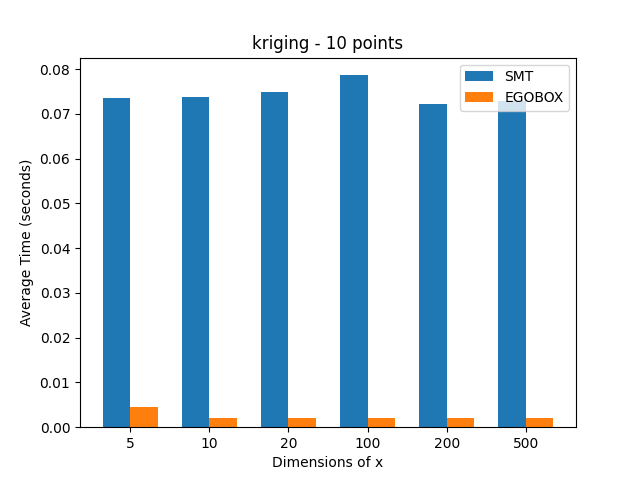 kriging - 10 points
SMT
EGOBOX
0.08
0.07
0.06
0.05
0.04
0.03
0.02
0.01
0.00
Average Time (seconds)
5 10 20 100 200 500
Dimensions of x